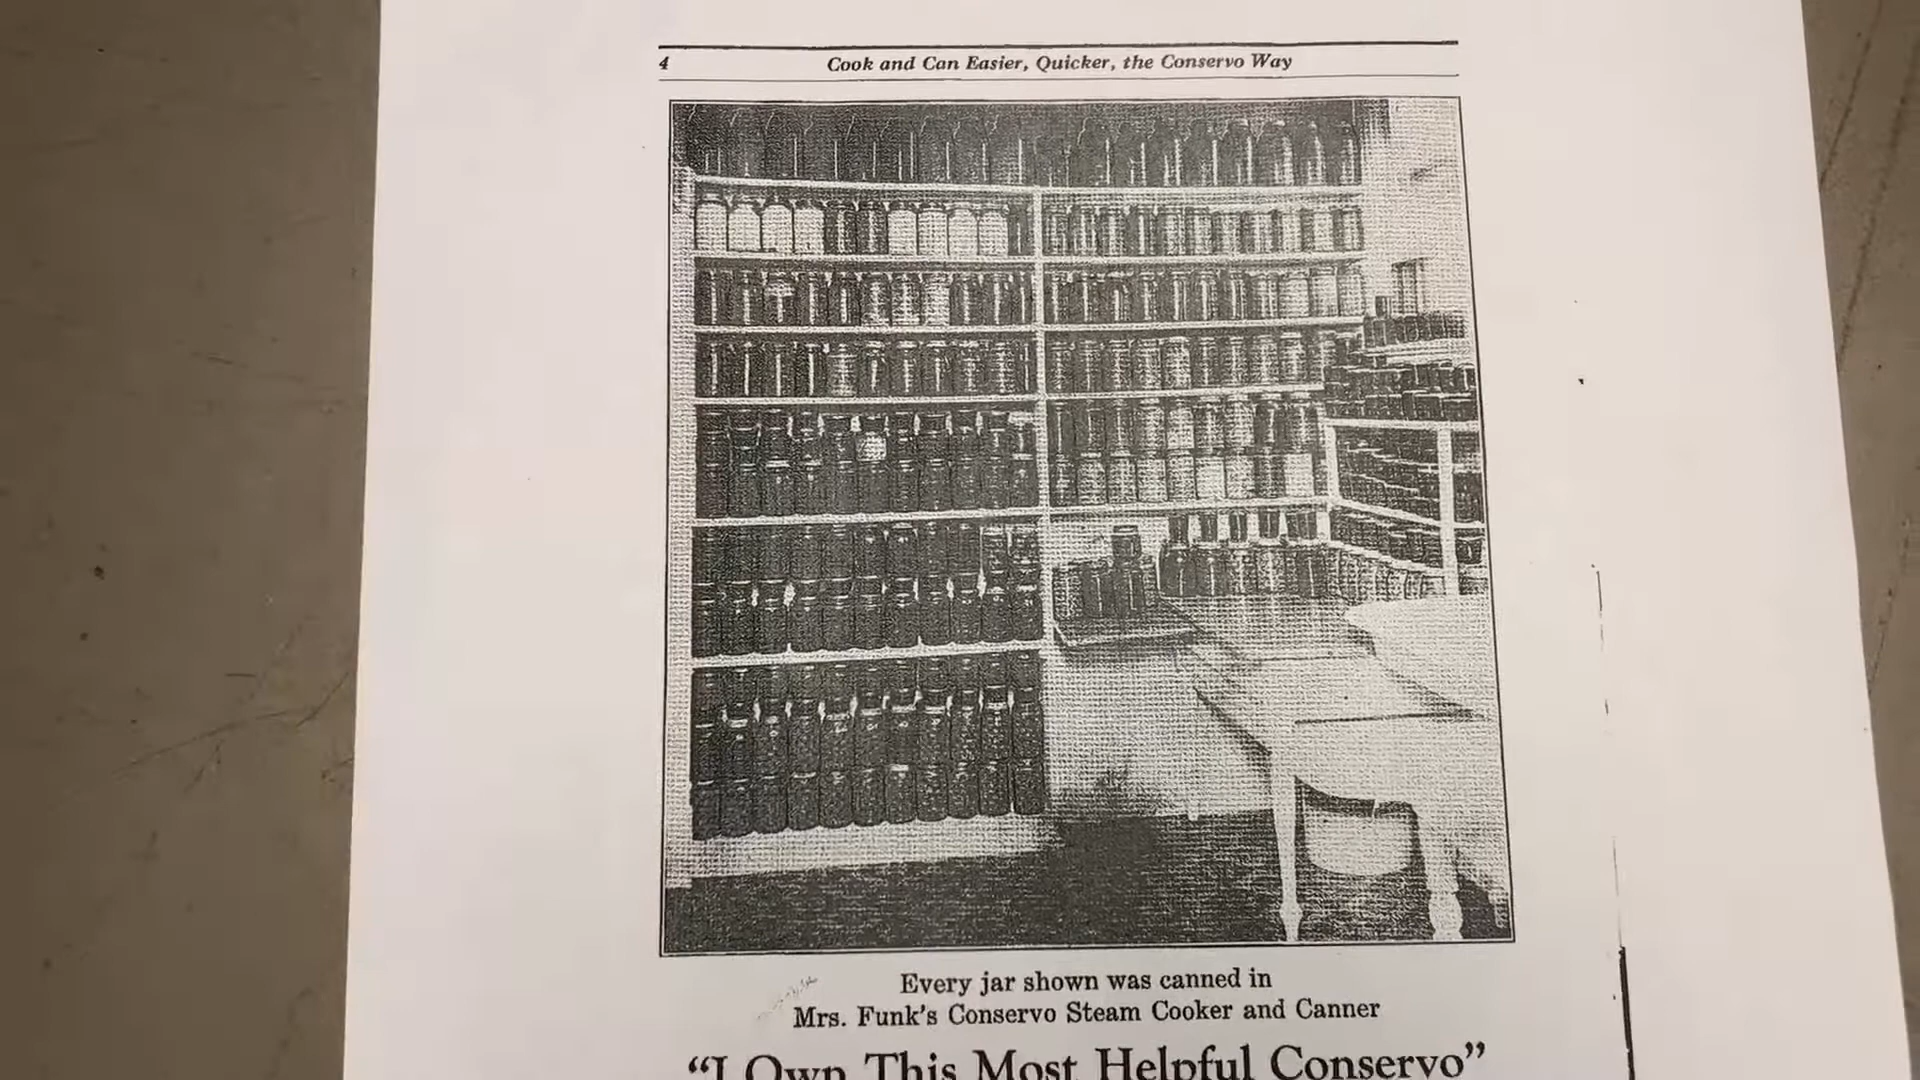 4 Cook and Can Easier, Quicker, the Conservo Way
Every jar shown was canned in
Mrs. Funk's Conservo Steam Cooker and Canner
"I Own This Most Helpful Conservo"